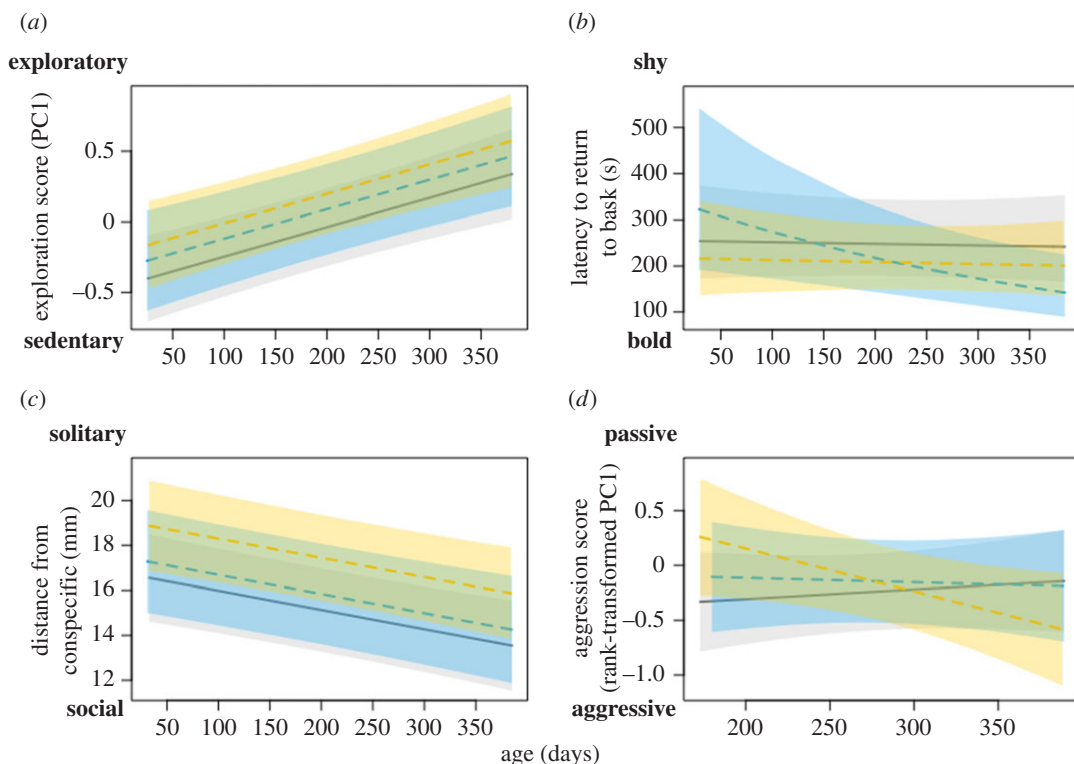 (a)
exploratory
exploration score (PC1)
0.5
0
–0.5
sedentary
50 100 150 200 250 300 350
(b)
shy
latency to return
to bask (s)
500
400
300
200
100
bold
50 100 150 200 250 300 350
(c)
solitary
distance from
conspecific (mm)
20
18
16
14
12
social
50 100 150 200 250 300 350
(d)
passive
aggression score
(rank-transformed PC1)
0.5
0
–0.5
–1.0
aggressive
200 250 300 350
age (days)